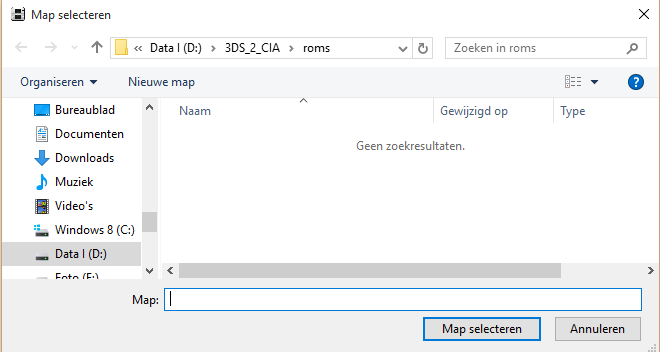 Map selecteren
« Data I (D:) > 3DS_2_CIA > roms
Zoeken in roms
Organiseren Nieuwe map
?
Naam Gewijzigd op Type
Geen zoekresultaten.
Bureaublad
Documenten
Downloads
Muziek
Video's
Windows 8 (C:)
Data I (D:)
Foto (F:)
Map:
Map selecteren Annuleren